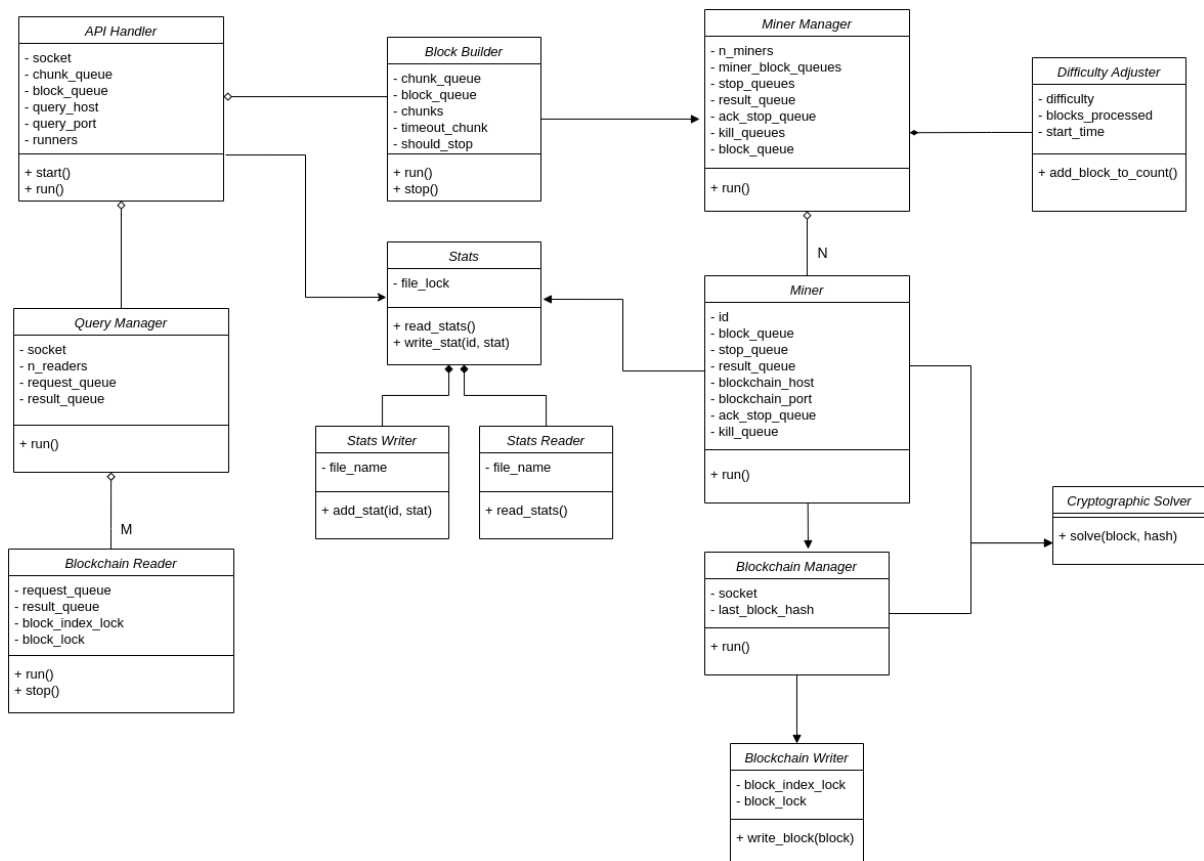 API Handler
- socket
- chunk_queue
- block_queue
- query_host
- query_port
- runners
+ start()
+ run()
Block Builder
- chunk_queue
- block_queue
- chunks
- timeout_chunk
- should_stop
+ run()
+ stop()
Miner Manager
- n_miners
- miner_block_queues
- stop_queues
- result_queue
- ack_stop_queue
- kill_queues
- block_queue
+ run()
Difficulty Adjuster
- difficulty
- blocks_processed
- start_time
+ add_block_to_count()
Stats
- file_lock
+ read_stats()
+ write_stat(id, stat)
N
Miner
- id
- block_queue
- stop_queue
- result_queue
- blockchain_host
- blockchain_port
- ack_stop_queue
- kill_queue
+ run()
Query Manager
- socket
- n_readers
- request_queue
- result_queue
+ run()
Stats Writer
- file_name
+ add_stat(id, stat)
Stats Reader
- file_name
+ read_stats()
Cryptographic Solver
+ solve(block, hash)
M
Blockchain Reader
- request_queue
- result_queue
- block_index_lock
- block_lock
+ run()
+ stop()
Blockchain Manager
- socket
- last_block_hash
+ run()
Blockchain Writer
- block_index_lock
- block_lock
+ write_block(block)